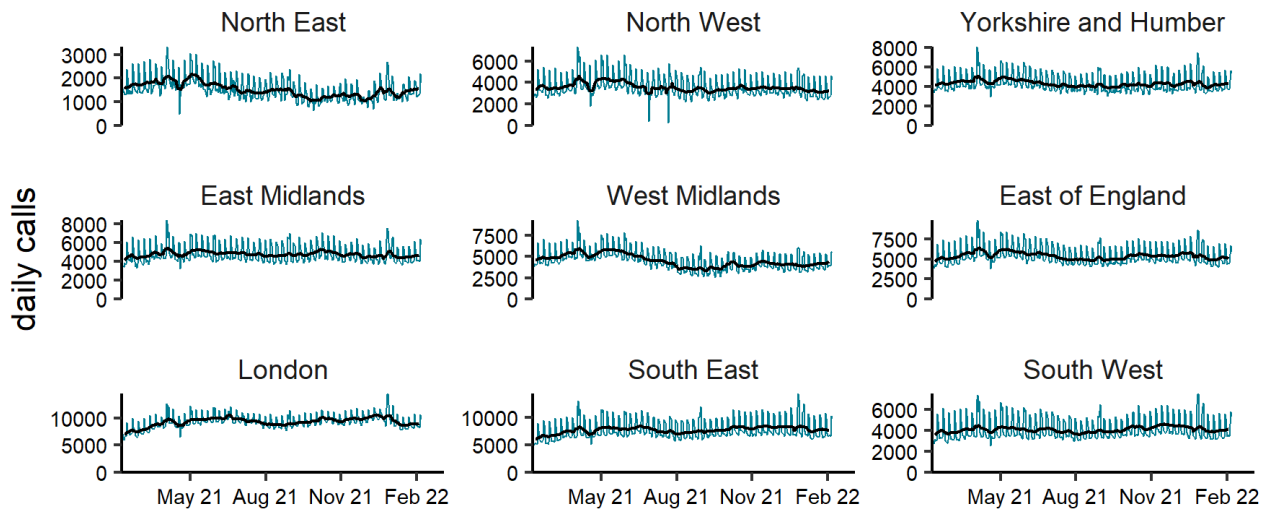 North East
North West
Yorkshire and Humber
3000
2000
1000
0
6000
4000
2000
0
8000
6000
4000
2000
0
East Midlands
West Midlands
East of England
8000
6000
4000
2000
0
7500
5000
2500
0
7500
5000
2500
0
daily calls
London
South East
South West
10000
5000
0
10000
5000
0
6000
4000
2000
0
May 21 Aug 21 Nov 21 Feb 22
May 21 Aug 21 Nov 21 Feb 22
May 21 Aug 21 Nov 21 Feb 22